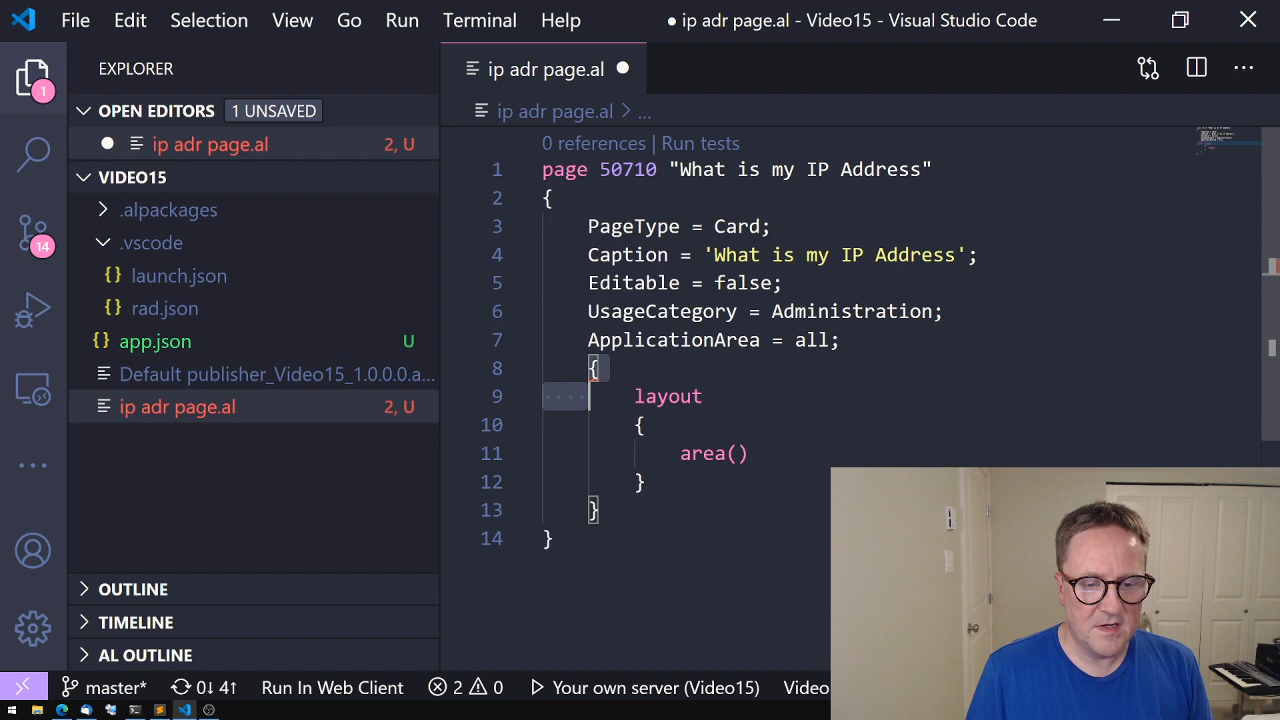 File Edit Selection View Go Run Terminal Help
● ip adr page.al - Video15 - Visual Studio Code
EXPLORER
OPEN EDITORS 1 UNSAVED
ip adr page.al 2, U
VIDEO15
.alpackages
.vscode
{} launch.json
{} rad.json
{} app.json U
Default publisher_Video15_1.0.0.0.a...
ip adr page.al 2, U
OUTLINE
TIMELINE
AL OUTLINE
1
14
ip adr page.al
ip adr page.al > ...
0 references | Run tests
1 page 50710 "What is my IP Address"
2 {
3 PageType = Card;
4 Caption = 'What is my IP Address';
5 Editable = false;
6 UsageCategory = Administration;
7 ApplicationArea = all;
8 {
9 ···· layout
10 {
11 area()
12 }
13 }
14 }
master* 0↓ 4↑ Run In Web Client 2 0 Your own server (Video15) Video